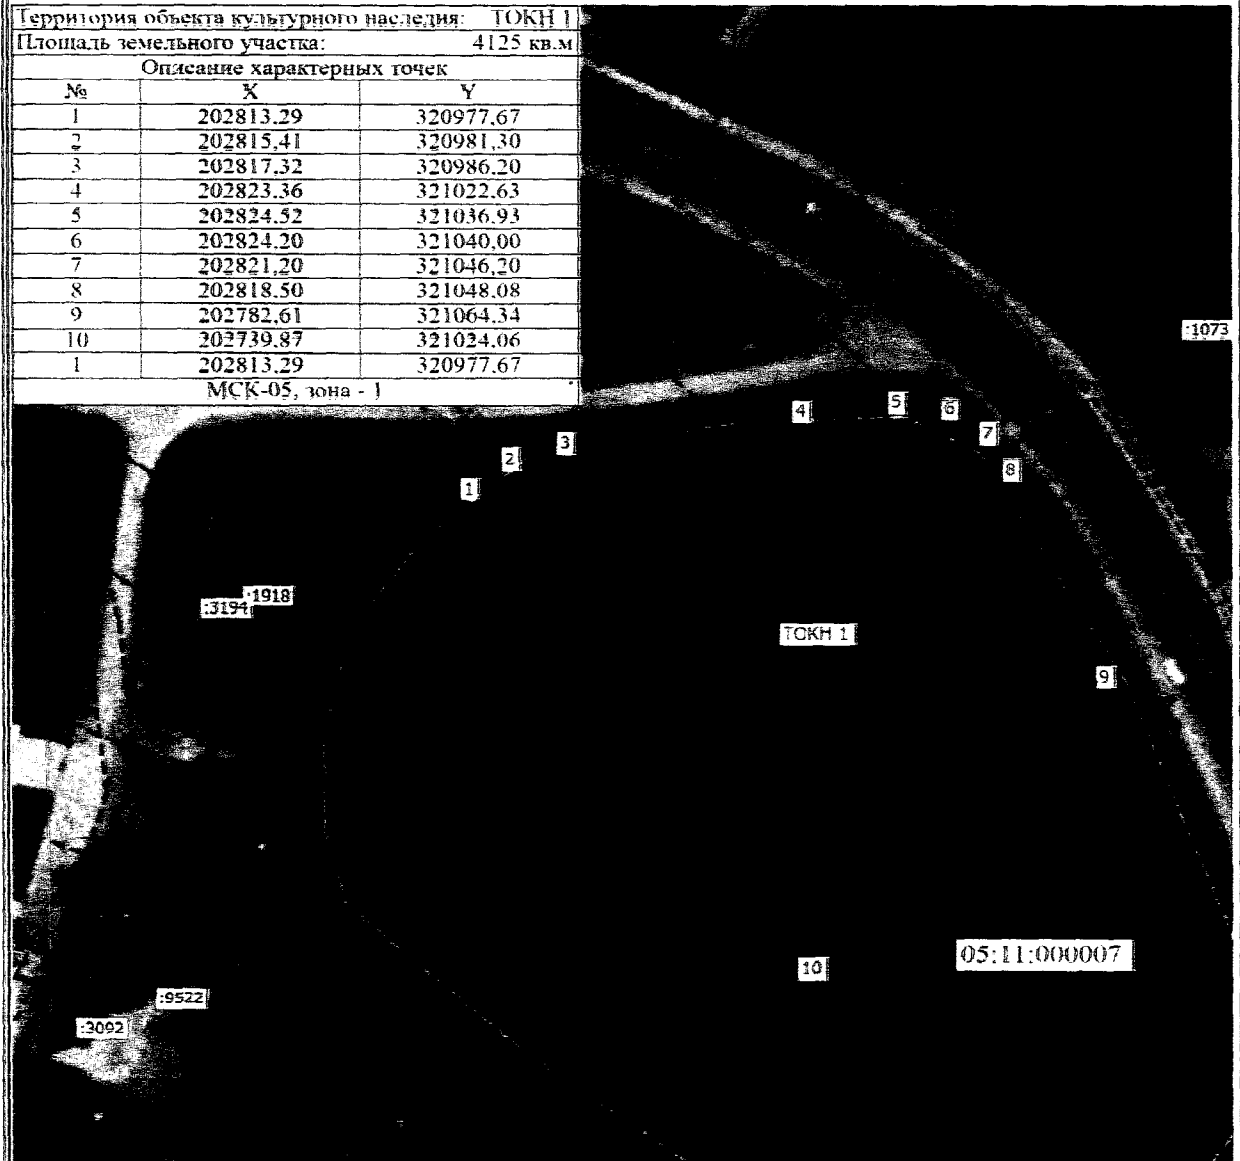 Территория объекта культурного наследия: ТОКН 1
Площадь земельного участка: 4125 кв.м
Описание характерных точек
№ X Y
1 202813.29 320977,67
2 202815,41 320981,30
3 202817,32 320986,20
4 202823.36 321022,63
5 202824.52 321036,93
6 202824.20 321040,00
7 202821,20 321046,20
8 202818.50 321048,08
9 202782,61 321064,34
10 202739,87 321024,06
1 202813.29 320977,67
МСК-05, зона - 1
:1073
4
5
6
7
3
2
8
1
:1918
:3194
ТОКН 1
9
05:11:000007
10
:9522
:3092